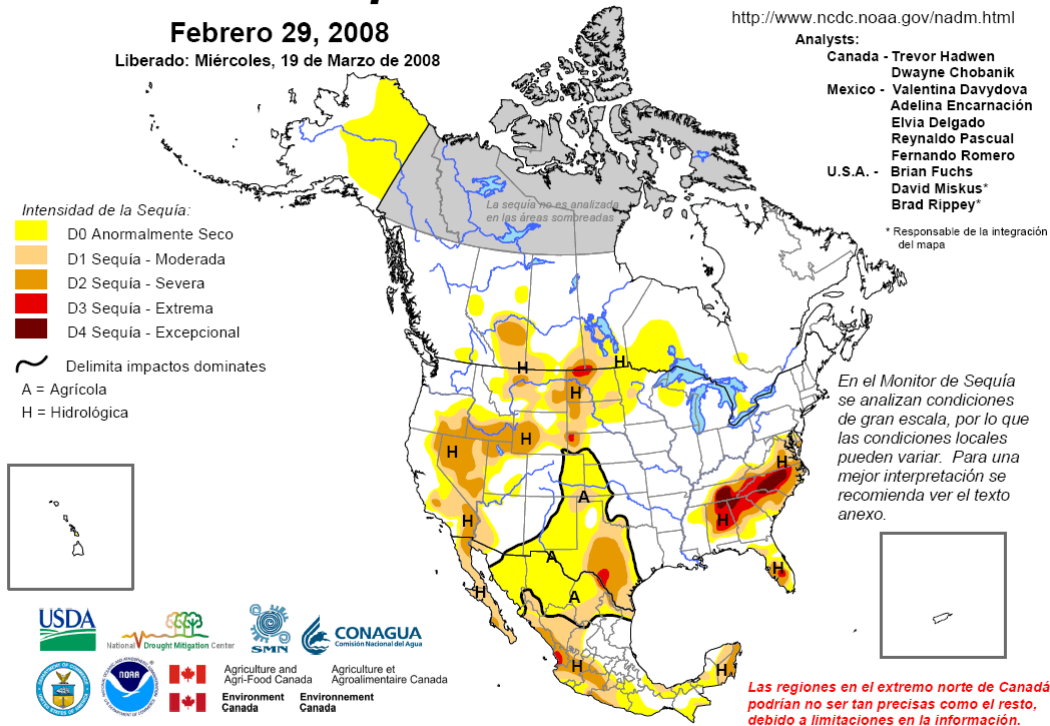 Febrero 29, 2008
Liberado: Miércoles, 19 de Marzo de 2008
http://www.ncdc.noaa.gov/nadm.html
Analysts:
Canada - Trevor Hadwen
Dwayne Chobanik
Mexico - Valentina Davydova
Adelina Encarnación
Elvia Delgado
Reynaldo Pascual
Fernando Romero
U.S.A. - Brian Fuchs
David Miskus*
Brad Rippey*
* Responsable de la integración
del mapa
La sequía no es analizada
en las áreas sombreadas
Intensidad de la Sequía:
D0 Anormalmente Seco
D1 Sequía - Moderada
D2 Sequía - Severa
D3 Sequía - Extrema
D4 Sequía - Excepcional
Delimita impactos dominates
A = Agrícola
H = Hidrológica
H
H
H
H
H
H
A
H
H
H
A
H
H
A
H
H
En el Monitor de Sequía
se analizan condiciones
de gran escala, por lo que
las condiciones locales
pueden variar. Para una
mejor interpretación se
recomienda ver el texto
anexo.
USDA
National Drought Mitigation Center
SMN
CONAGUA
Comisión Nacional del Agua
NOAA
Agriculture and
Agri-Food Canada
Agriculture et
Agroalimentaire Canada
Environment
Canada
Environnement
Canada
Las regiones en el extremo norte de Canadá
podrían no ser tan precisas como el resto,
debido a limitaciones en la información.